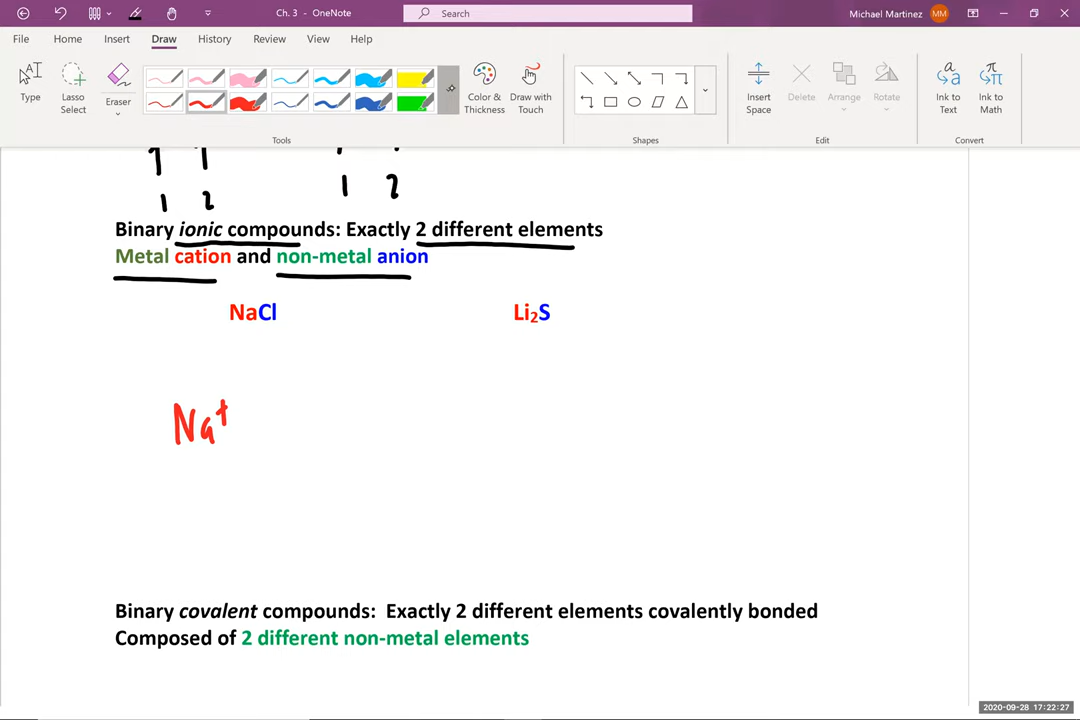 Ch. 3 - OneNote
Search
Michael Martinez MM
File Home Insert Draw History Review View Help
Type
Lasso Select
Eraser
Color & Thickness
Draw with Touch
Insert Space
Delete
Arrange
Rotate
Ink to Text
Ink to Math
Tools
Shapes
Edit
Convert
1 2 1 2
Binary ionic compounds: Exactly 2 different elements
Metal cation and non-metal anion
NaCl Li₂S
Na⁺
Binary covalent compounds: Exactly 2 different elements covalently bonded
Composed of 2 different non-metal elements
2020-09-28 17:22:27